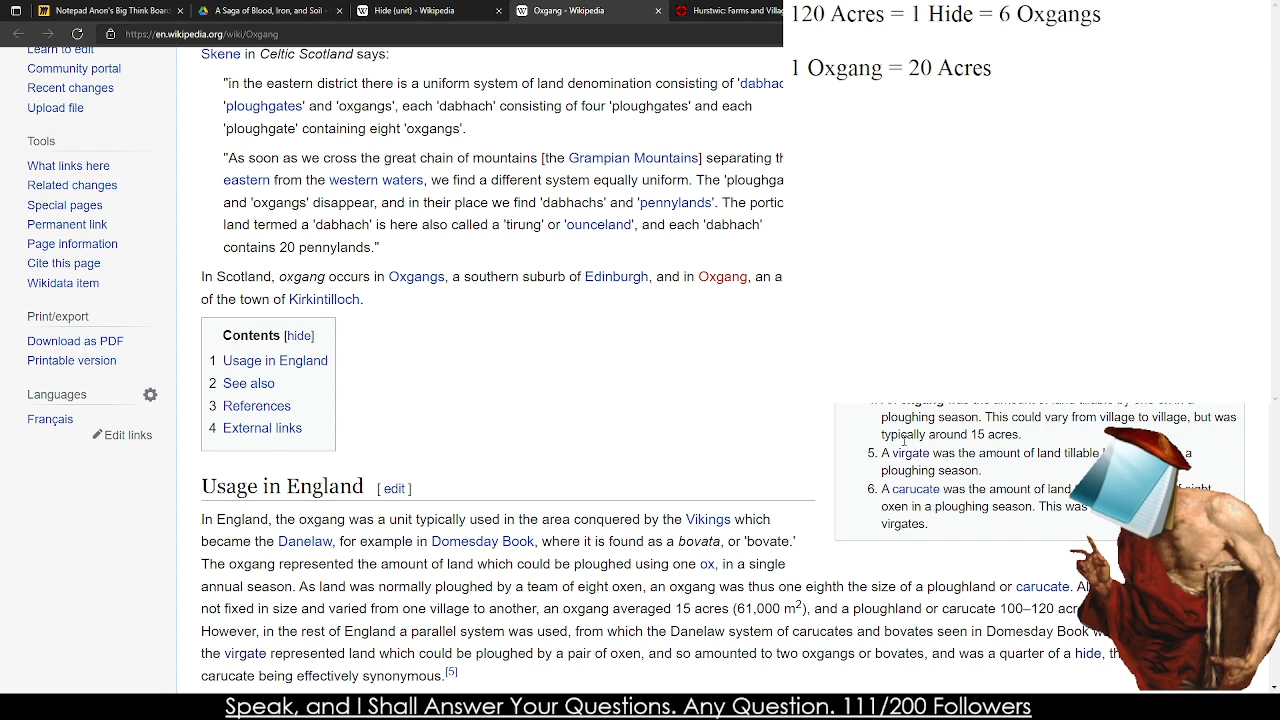 Notepad Anon's Big Think Board
A Saga of Blood, Iron, and Soil -
Hide (unit) - Wikipedia
Oxgang - Wikipedia
Hurstwic: Farms and Villag
https://en.wikipedia.org/wiki/Oxgang
120 Acres = 1 Hide = 6 Oxgangs
1 Oxgang = 20 Acres
Learn to edit
Community portal
Recent changes
Upload file
Tools
What links here
Related changes
Special pages
Permanent link
Page information
Cite this page
Wikidata item
Print/export
Download as PDF
Printable version
Languages
Français
Edit links
Skene in Celtic Scotland says:
"in the eastern district there is a uniform system of land denomination consisting of 'dabhac
'ploughgates' and 'oxgangs', each 'dabhach' consisting of four 'ploughgates' and each
'ploughgate' containing eight 'oxgangs'.
"As soon as we cross the great chain of mountains [the Grampian Mountains] separating th
eastern from the western waters, we find a different system equally uniform. The 'ploughga
and 'oxgangs' disappear, and in their place we find 'dabhachs' and 'pennylands'. The portic
land termed a 'dabhach' is here also called a 'tirung' or 'ounceland', and each 'dabhach'
contains 20 pennylands."
In Scotland, oxgang occurs in Oxgangs, a southern suburb of Edinburgh, and in Oxgang, an a
of the town of Kirkintilloch.
Contents [hide]
1 Usage in England
2 See also
3 References
4 External links
ploughing season. This could vary from village to village, but was
typically around 15 acres.
5. A virgate was the amount of land tillable a
ploughing season.
6. A carucate was the amount of land eight
oxen in a ploughing season. This was
virgates.
Usage in England [ edit ]
In England, the oxgang was a unit typically used in the area conquered by the Vikings which
became the Danelaw, for example in Domesday Book, where it is found as a bovata, or 'bovate.'
The oxgang represented the amount of land which could be ploughed using one ox, in a single
annual season. As land was normally ploughed by a team of eight oxen, an oxgang was thus one eighth the size of a ploughland or carucate. Al
not fixed in size and varied from one village to another, an oxgang averaged 15 acres (61,000 m2), and a ploughland or carucate 100–120 acr
However, in the rest of England a parallel system was used, from which the Danelaw system of carucates and bovates seen in Domesday Book w
the virgate represented land which could be ploughed by a pair of oxen, and so amounted to two oxgangs or bovates, and was a quarter of a hide, th
carucate being effectively synonymous.[5]
Speak, and I Shall Answer Your Questions. Any Question. 111/200 Followers